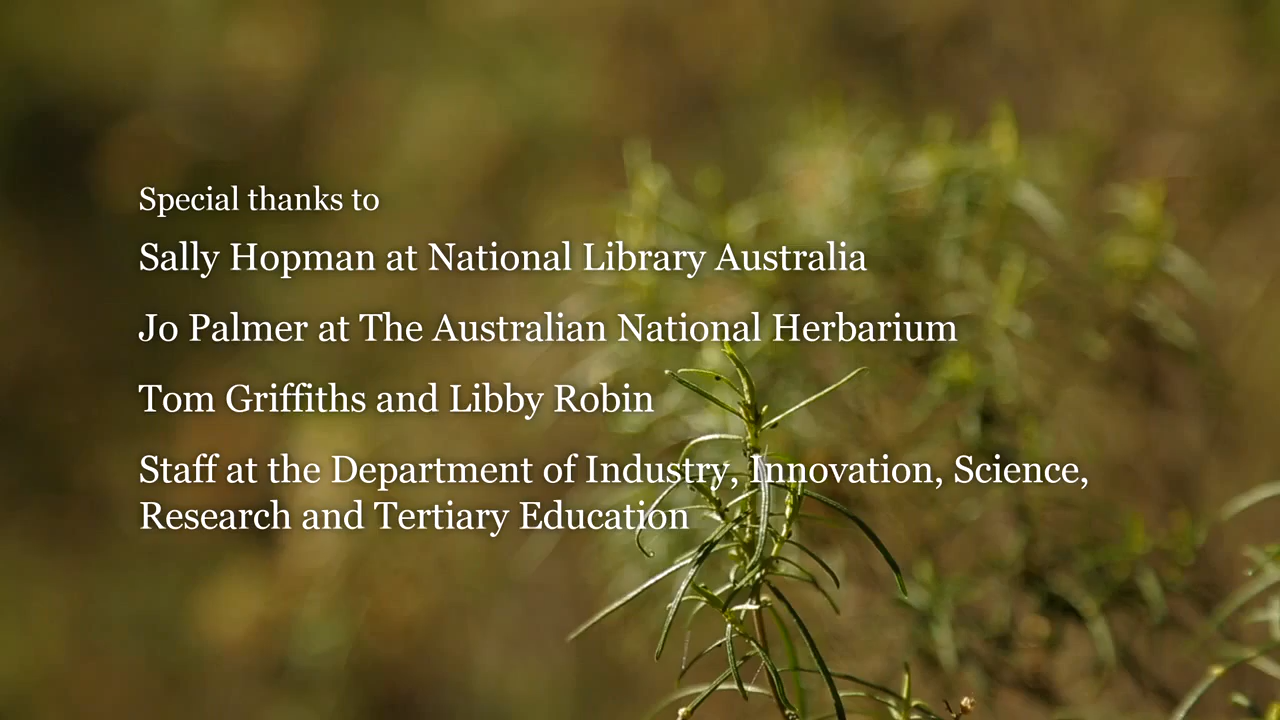 Special thanks to
Sally Hopman at National Library Australia
Jo Palmer at The Australian National Herbarium
Tom Griffiths and Libby Robin
Staff at the Department of Industry, Innovation, Science,
Research and Tertiary Education